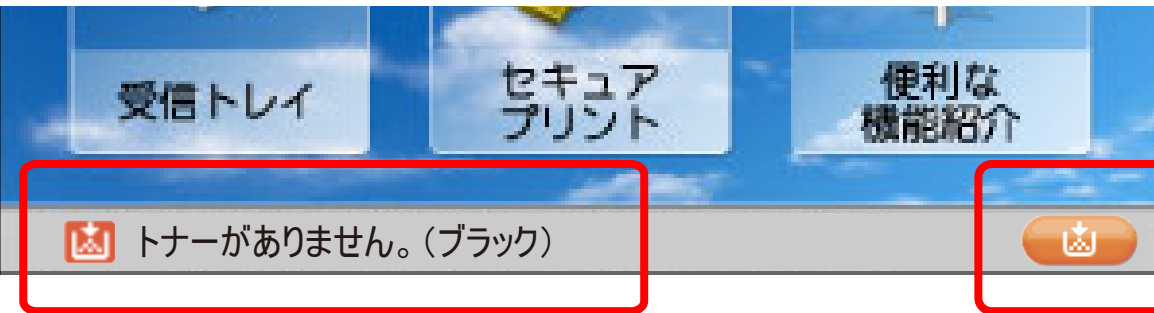 受信トレイ
セキュア
プリント
便利な
機能紹介
トナーがありません。(ブラック)